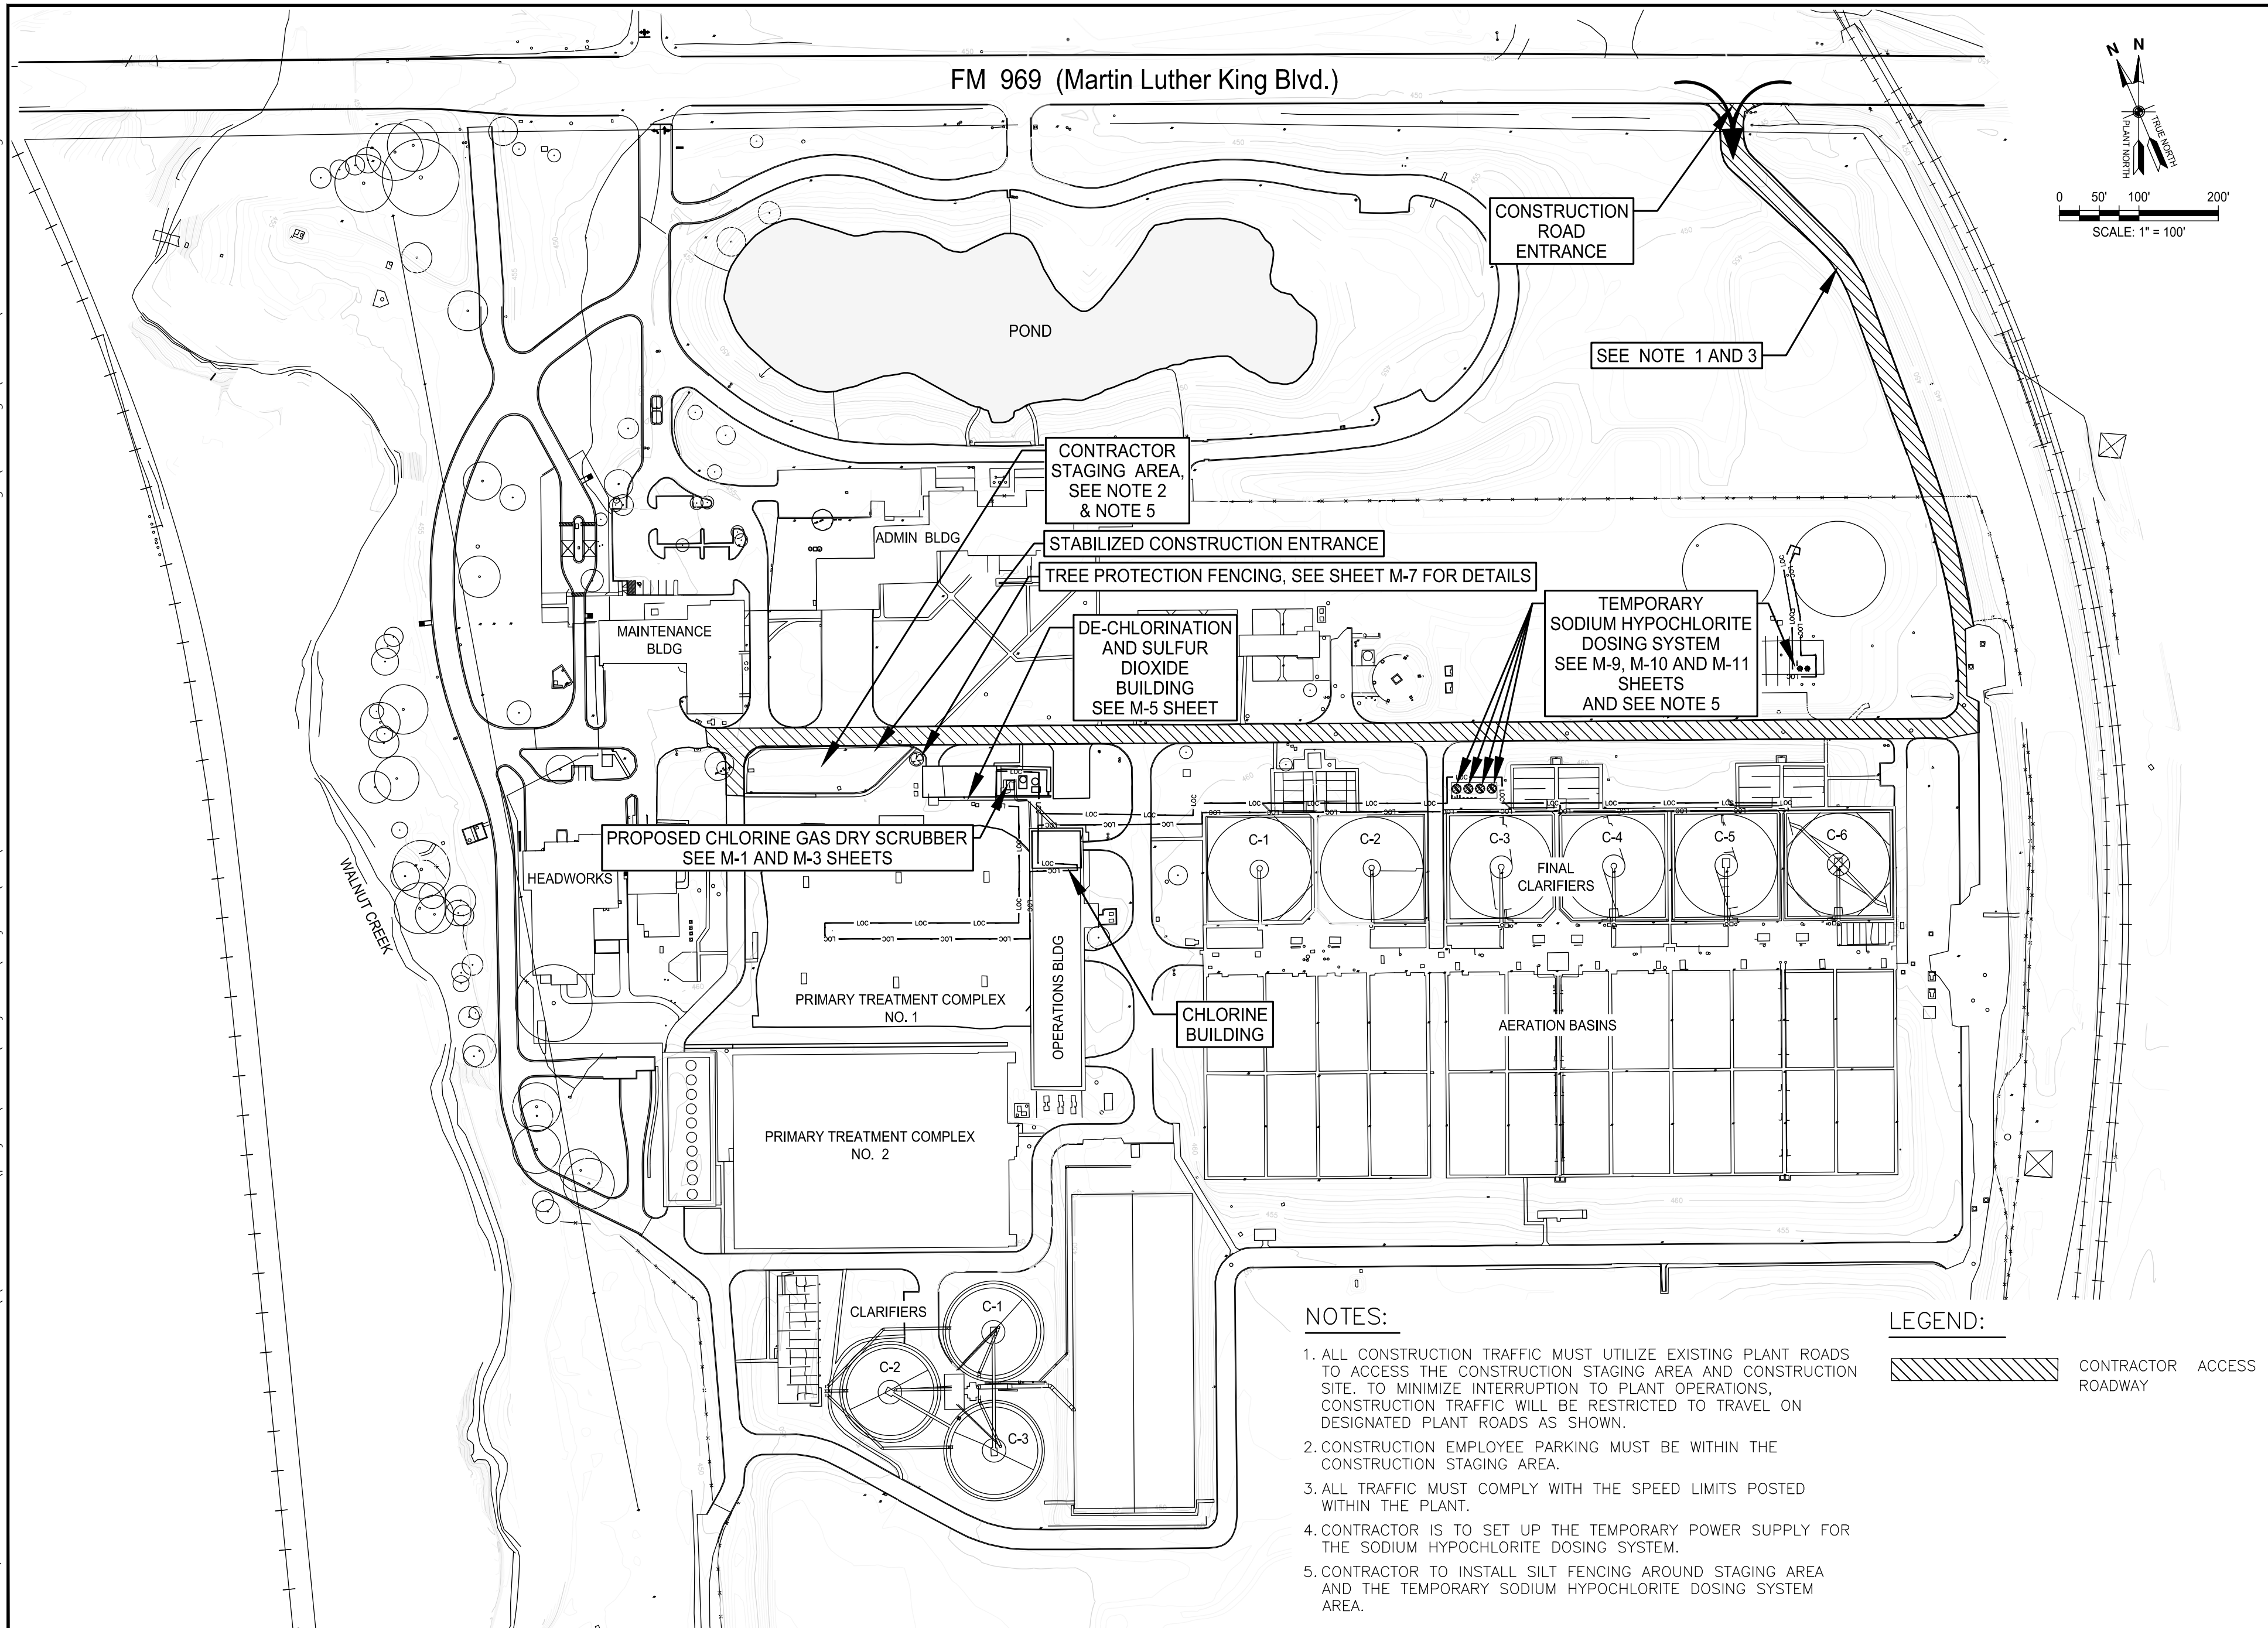 FM 969 (Martin Luther King Blvd.)
N N
PLANT NORTH
TRUE NORTH
0 50' 100' 200'
SCALE: 1" = 100'
CONSTRUCTION
ROAD
ENTRANCE
SEE NOTE 1 AND 3
POND
CONTRACTOR
STAGING AREA,
SEE NOTE 2
& NOTE 5
ADMIN BLDG
STABILIZED CONSTRUCTION ENTRANCE
TREE PROTECTION FENCING, SEE SHEET M-7 FOR DETAILS
MAINTENANCE
BLDG
DE-CHLORINATION
AND SULFUR
DIOXIDE
BUILDING
SEE M-5 SHEET
TEMPORARY
SODIUM HYPOCHLORITE
DOSING SYSTEM
SEE M-9, M-10 AND M-11
SHEETS
AND SEE NOTE 5
PROPOSED CHLORINE GAS DRY SCRUBBER
SEE M-1 AND M-3 SHEETS
HEADWORKS
WALNUT CREEK
C-1
C-2
C-3
C-4
C-5
C-6
FINAL
CLARIFIERS
PRIMARY TREATMENT COMPLEX
NO. 1
OPERATIONS BLDG
CHLORINE
BUILDING
AERATION BASINS
PRIMARY TREATMENT COMPLEX
NO. 2
CLARIFIERS
C-1
C-2
C-3
NOTES:
1. ALL CONSTRUCTION TRAFFIC MUST UTILIZE EXISTING PLANT ROADS
TO ACCESS THE CONSTRUCTION STAGING AREA AND CONSTRUCTION
SITE. TO MINIMIZE INTERRUPTION TO PLANT OPERATIONS,
CONSTRUCTION TRAFFIC WILL BE RESTRICTED TO TRAVEL ON
DESIGNATED PLANT ROADS AS SHOWN.
2. CONSTRUCTION EMPLOYEE PARKING MUST BE WITHIN THE
CONSTRUCTION STAGING AREA.
3. ALL TRAFFIC MUST COMPLY WITH THE SPEED LIMITS POSTED
WITHIN THE PLANT.
4. CONTRACTOR IS TO SET UP THE TEMPORARY POWER SUPPLY FOR
THE SODIUM HYPOCHLORITE DOSING SYSTEM.
5. CONTRACTOR TO INSTALL SILT FENCING AROUND STAGING AREA
AND THE TEMPORARY SODIUM HYPOCHLORITE DOSING SYSTEM
AREA.
LEGEND:
CONTRACTOR ACCESS
ROADWAY